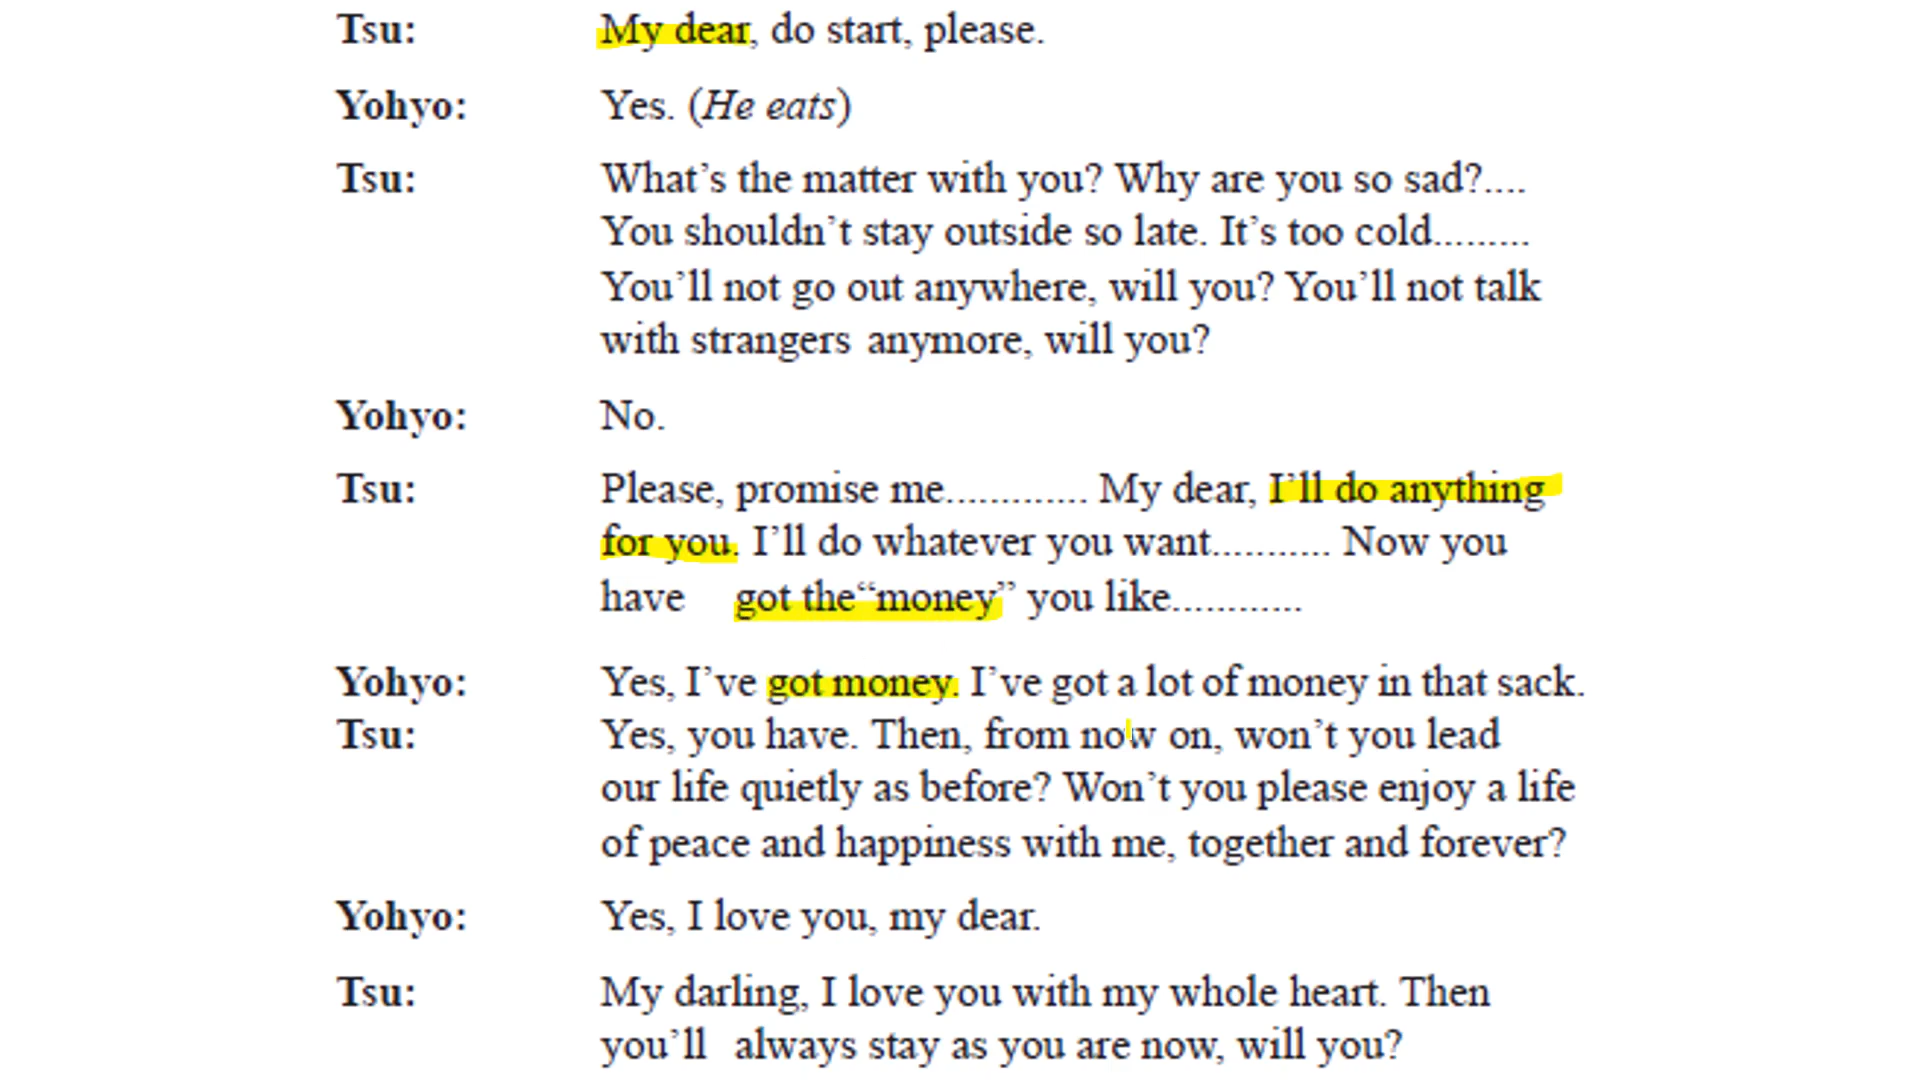 Tsu: My dear, do start, please.
Yohyo: Yes. (He eats)
Tsu: What's the matter with you? Why are you so sad?....
You shouldn't stay outside so late. It's too cold.........
You'll not go out anywhere, will you? You'll not talk
with strangers anymore, will you?
Yohyo: No.
Tsu: Please, promise me............. My dear, I'll do anything
for you. I'll do whatever you want........... Now you
have got the“money” you like............
Yohyo: Yes, I've got money. I've got a lot of money in that sack.
Tsu: Yes, you have. Then, from now on, won't you lead
our life quietly as before? Won't you please enjoy a life
of peace and happiness with me, together and forever?
Yohyo: Yes, I love you, my dear.
Tsu: My darling, I love you with my whole heart. Then
you'll always stay as you are now, will you?